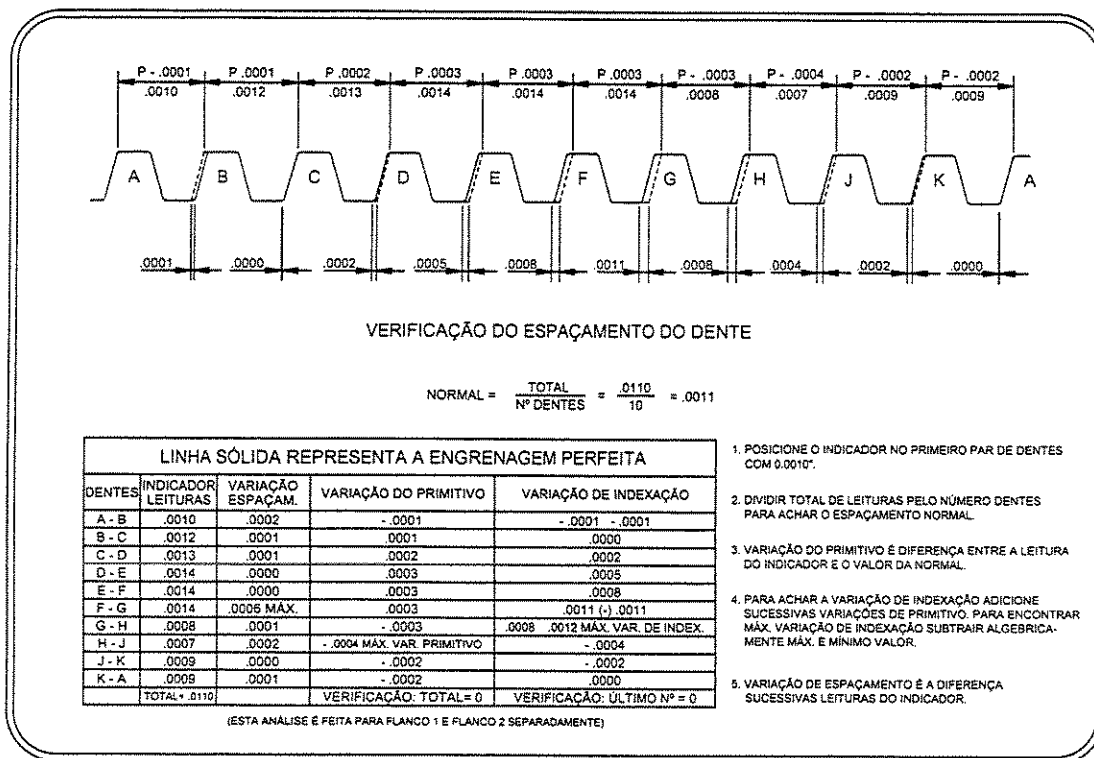 P - .0001 P .0001 P .0002 P .0003 P .0003 P .0003 P - .0003 P - .0004 P - .0002 P - .0002
.0010 .0012 .0013 .0014 .0014 .0014 .0008 .0007 .0009 .0009
A B C D E F G H J K A
.0001 .0000 .0002 .0005 .0008 .0011 .0008 .0004 .0002 .0000
VERIFICAÇÃO DO ESPAÇAMENTO DO DENTE
NORMAL = TOTAL / Nº DENTES = .0110 / 10 = .0011
LINHA SÓLIDA REPRESENTA A ENGRENAGEM PERFEITA
DENTES INDICADOR LEITURAS VARIAÇÃO ESPAÇAM. VARIAÇÃO DO PRIMITIVO VARIAÇÃO DE INDEXAÇÃO
A - B .0010 .0002 - .0001 - .0001 - .0001
B - C .0012 .0001 .0001 .0000
C - D .0013 .0001 .0002 .0002
D - E .0014 .0000 .0003 .0005
E - F .0014 .0000 .0003 .0008
F - G .0014 .0006 MÁX. .0003 .0011 (-) .0011
G - H .0008 .0001 - .0003 .0008 .0012 MÁX. VAR. DE INDEX.
H - J .0007 .0002 - .0004 MÁX. VAR. PRIMITIVO - .0004
J - K .0009 .0000 - .0002 - .0002
K - A .0009 .0001 - .0002 .0000
TOTAL= .0110 VERIFICAÇÃO: TOTAL= 0 VERIFICAÇÃO: ÚLTIMO Nº = 0
(ESTA ANÁLISE É FEITA PARA FLANCO 1 E FLANCO 2 SEPARADAMENTE)
1. POSICIONE O INDICADOR NO PRIMEIRO PAR DE DENTES
COM 0.0010".
2. DIVIDIR TOTAL DE LEITURAS PELO NÚMERO DENTES
PARA ACHAR O ESPAÇAMENTO NORMAL.
3. VARIAÇÃO DO PRIMITIVO É DIFERENÇA ENTRE A LEITURA
DO INDICADOR E O VALOR DA NORMAL.
4. PARA ACHAR A VARIAÇÃO DE INDEXAÇÃO ADICIONE
SUCESSIVAS VARIAÇÕES DE PRIMITIVO. PARA ENCONTRAR
MÁX. VARIAÇÃO DE INDEXAÇÃO SUBTRAIR ALGEBRICA-
MENTE MÁX. E MÍNIMO VALOR.
5. VARIAÇÃO DE ESPAÇAMENTO É A DIFERENÇA
SUCESSIVAS LEITURAS DO INDICADOR.